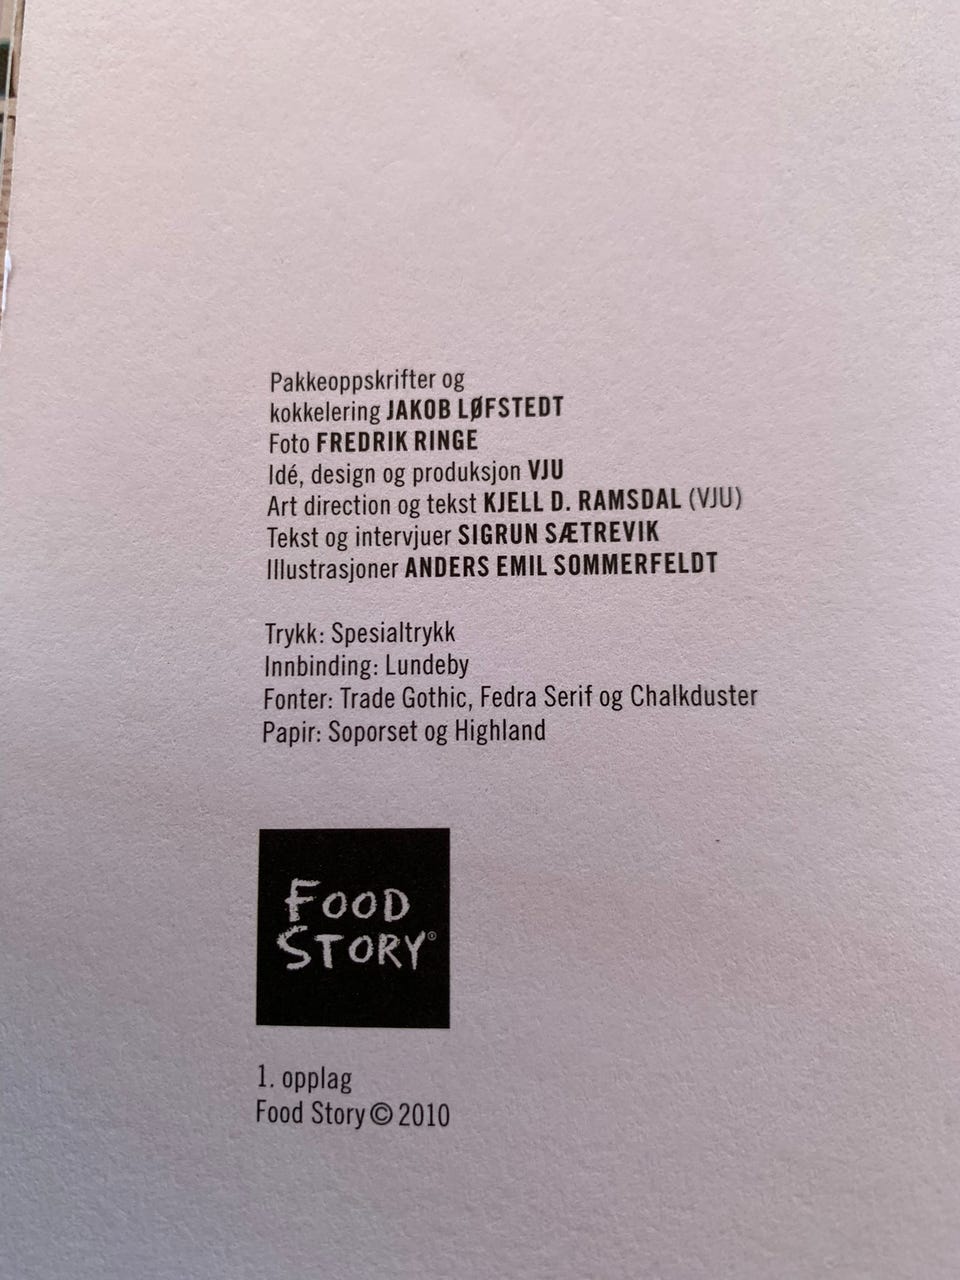 Pakkeoppskrifter og
kokkelering JAKOB LØFSTEDT
Foto FREDRIK RINGE
Idé, design og produksjon VJU
Art direction og tekst KJELL D. RAMSDAL (VJU)
Tekst og intervjuer SIGRUN SÆTREVIK
Illustrasjoner ANDERS EMIL SOMMERFELDT
Trykk: Spesialtrykk
Innbinding: Lundeby
Fonter: Trade Gothic, Fedra Serif og Chalkduster
Papir: Soporset og Highland
FOOD
STORY®
1. opplag
Food Story © 2010